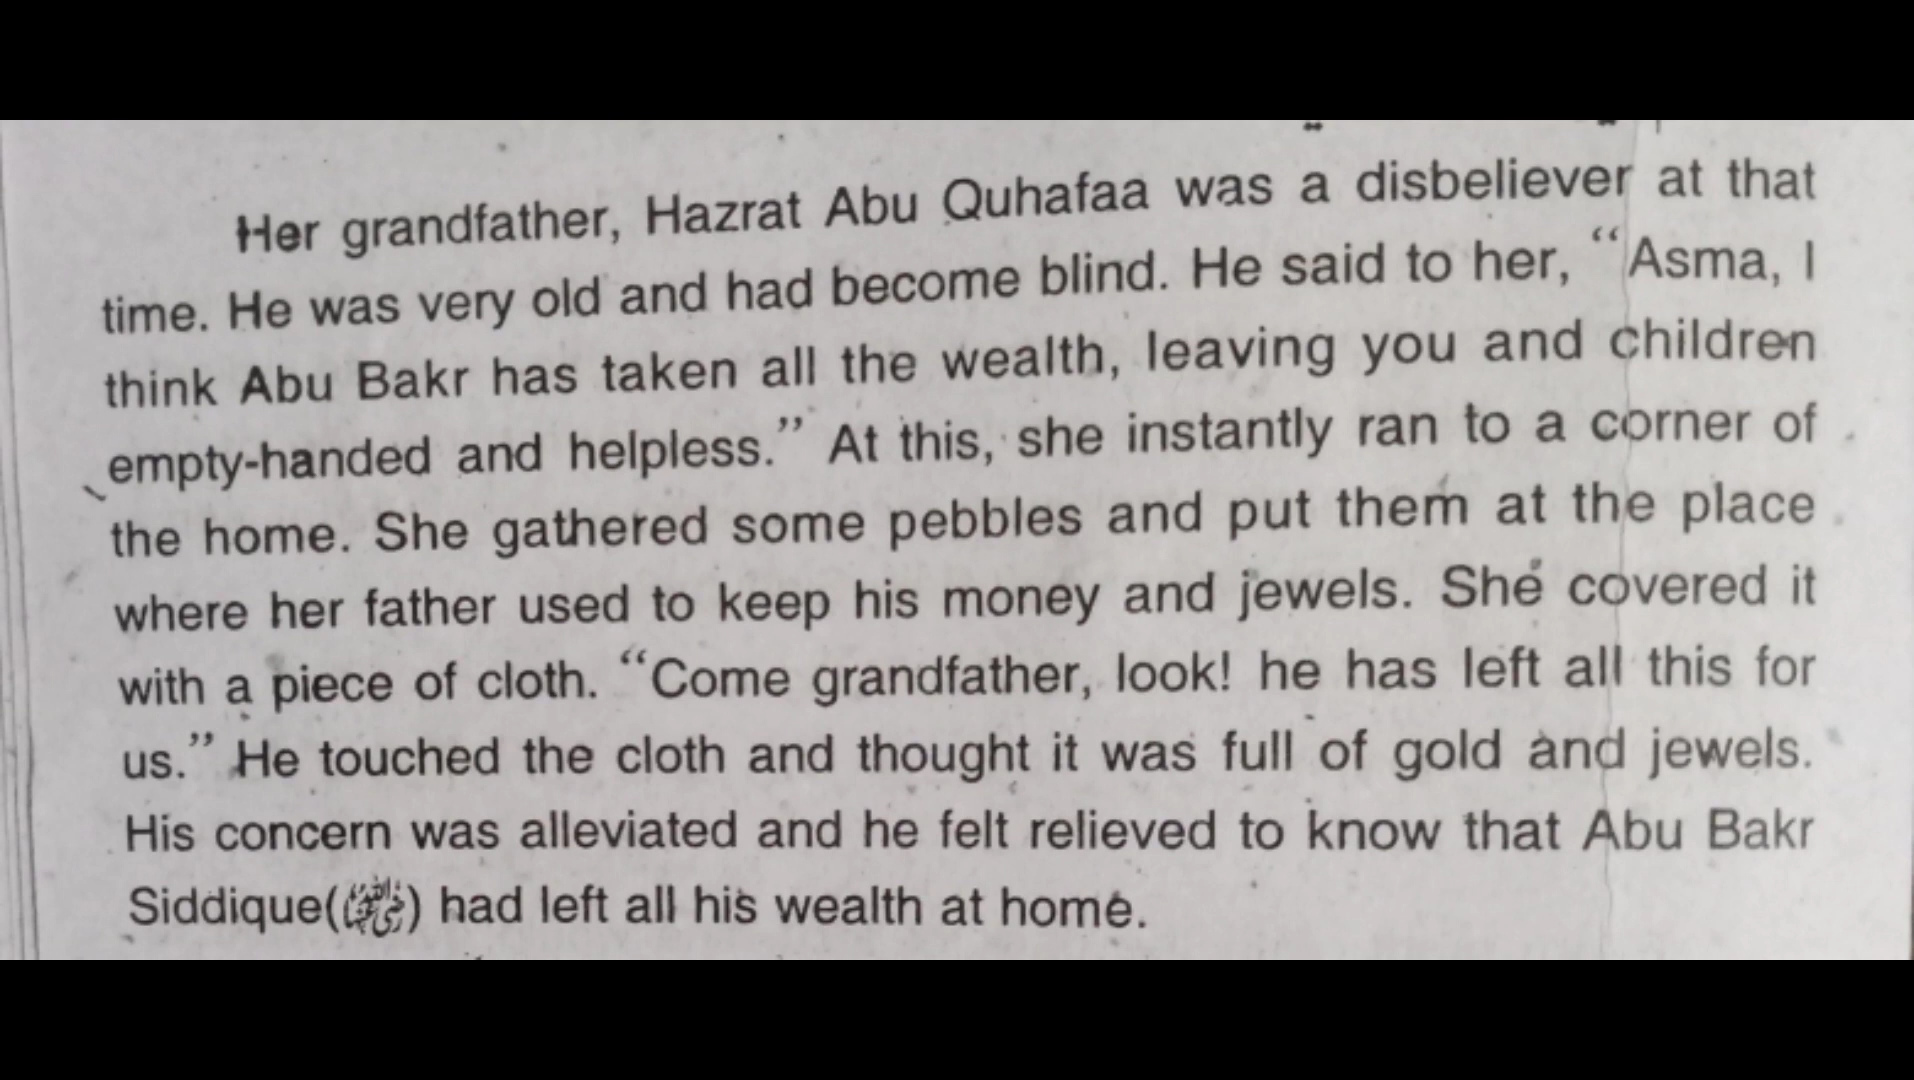 Her grandfather, Hazrat Abu Quhafaa was a disbeliever at that
time. He was very old and had become blind. He said to her, “Asma, I
think Abu Bakr has taken all the wealth, leaving you and children
empty-handed and helpless.” At this, she instantly ran to a corner of
the home. She gathered some pebbles and put them at the place
where her father used to keep his money and jewels. She covered it
with a piece of cloth. “Come grandfather, look! he has left all this for
us.” He touched the cloth and thought it was full of gold and jewels.
His concern was alleviated and he felt relieved to know that Abu Bakr
Siddique(رضی اللہ عنہ) had left all his wealth at home.